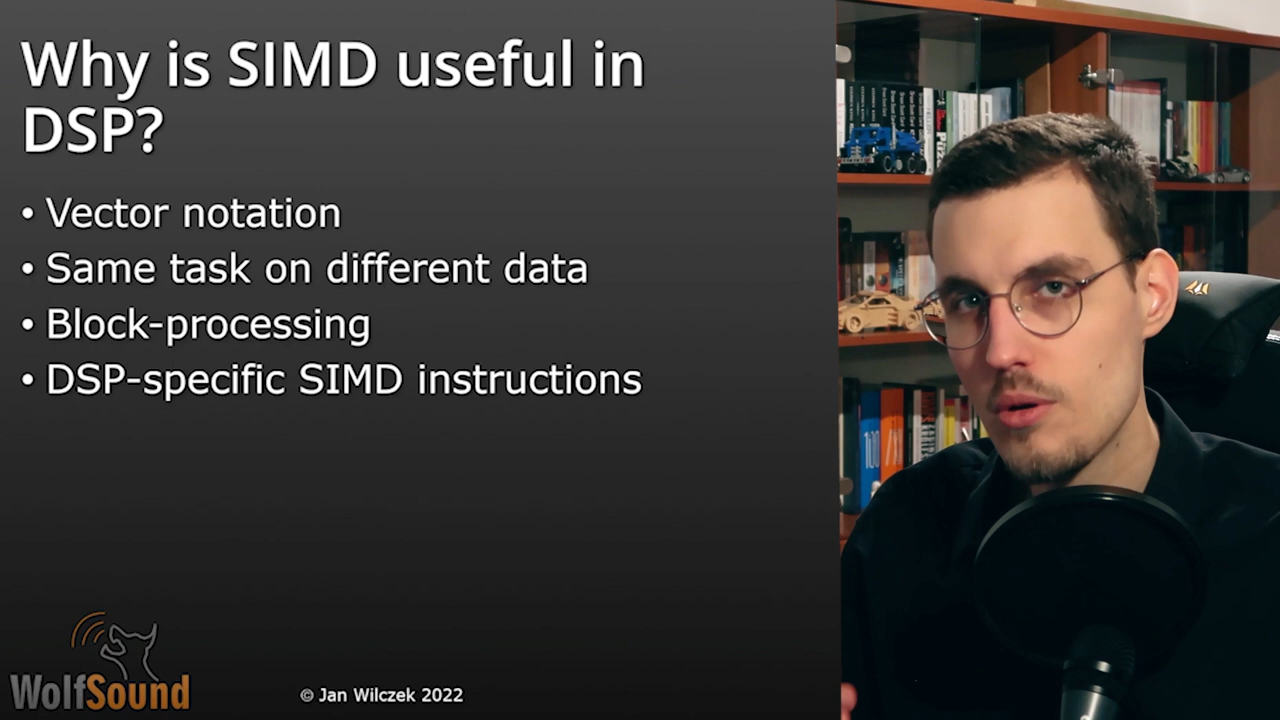 Why is SIMD useful in
DSP?
• Vector notation
• Same task on different data
• Block-processing
• DSP-specific SIMD instructions
WolfSound
© Jan Wilczek 2022